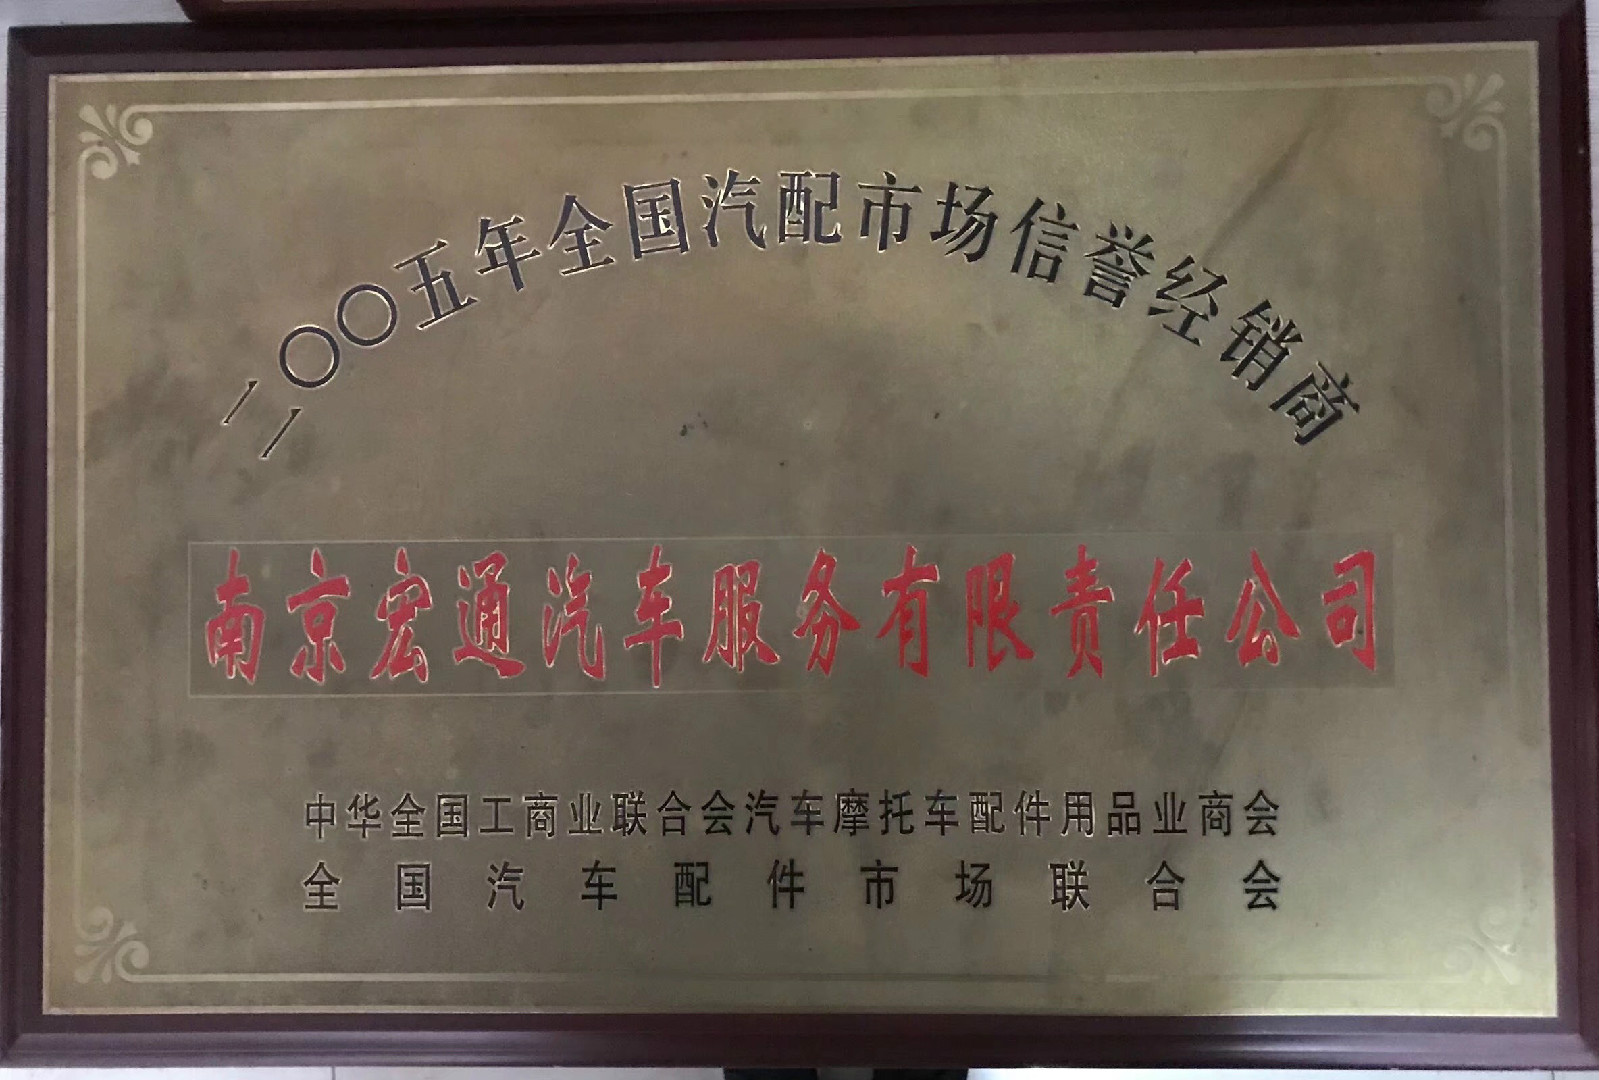 二〇〇五年全国汽配市场信誉经销商
南京宏通汽车服务有限责任公司
中华全国工商业联合会汽车摩托车配件用品业商会
全国汽车配件市场联合会